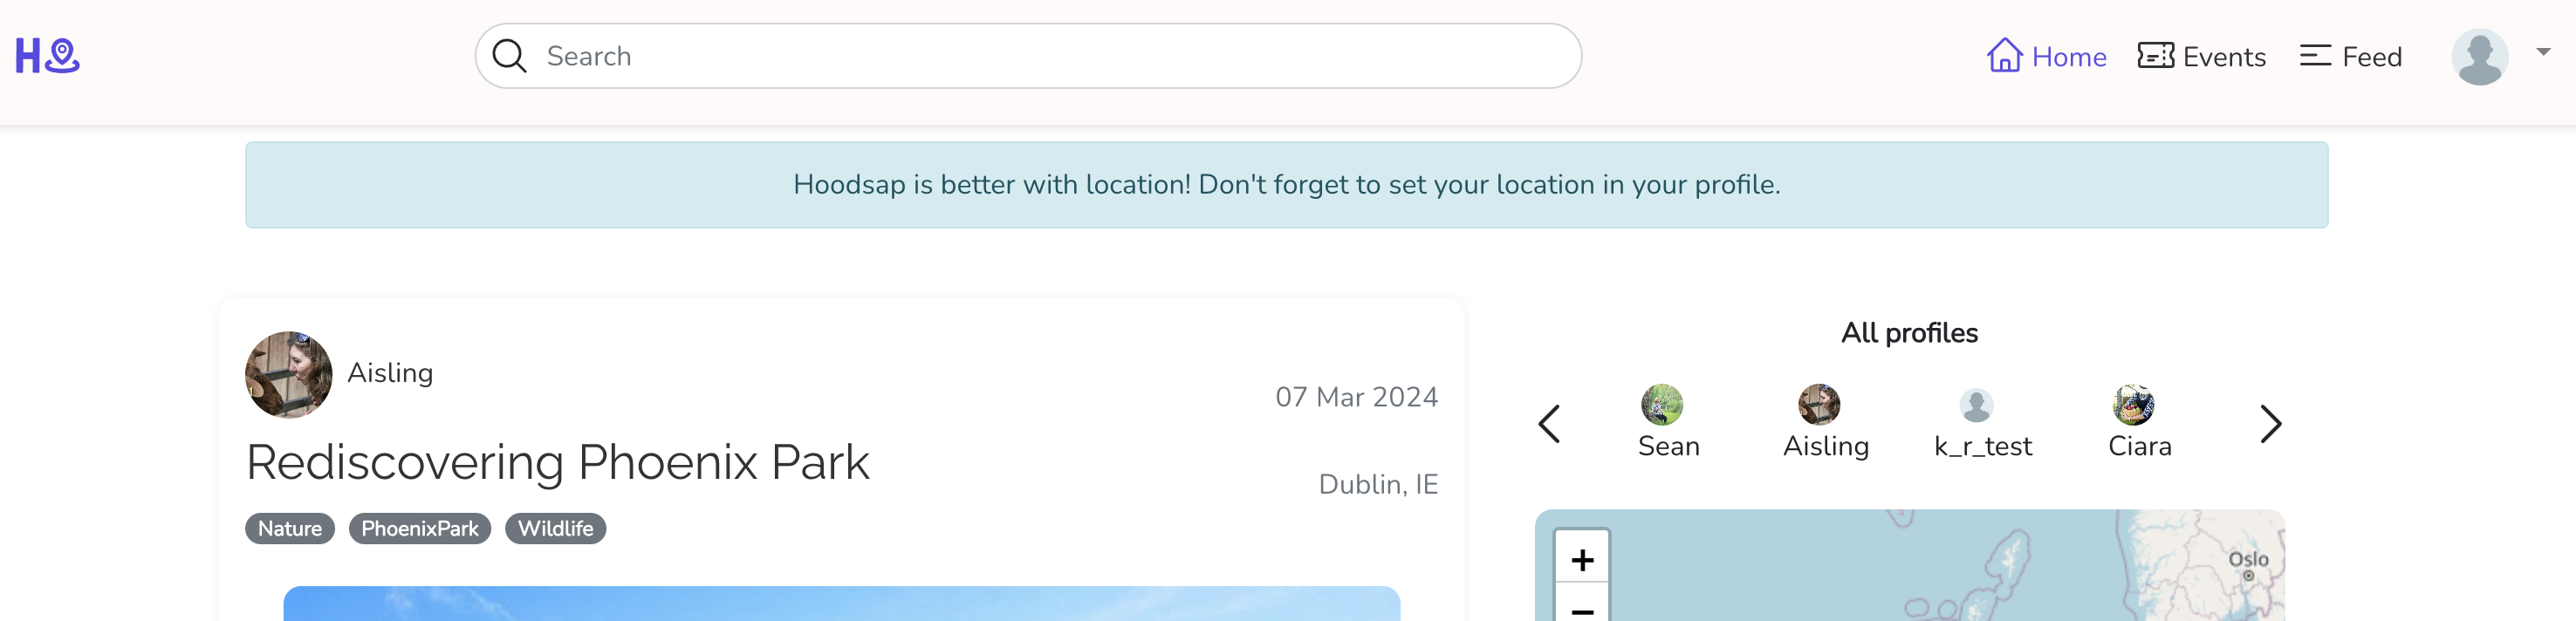 H
Search
Home
Events
Feed
Hoodsap is better with location! Don't forget to set your location in your profile.
Aisling
07 Mar 2024
Rediscovering Phoenix Park
Dublin, IE
Nature
PhoenixPark
Wildlife
All profiles
Sean
Aisling
k_r_test
Ciara
+
Oslo
−